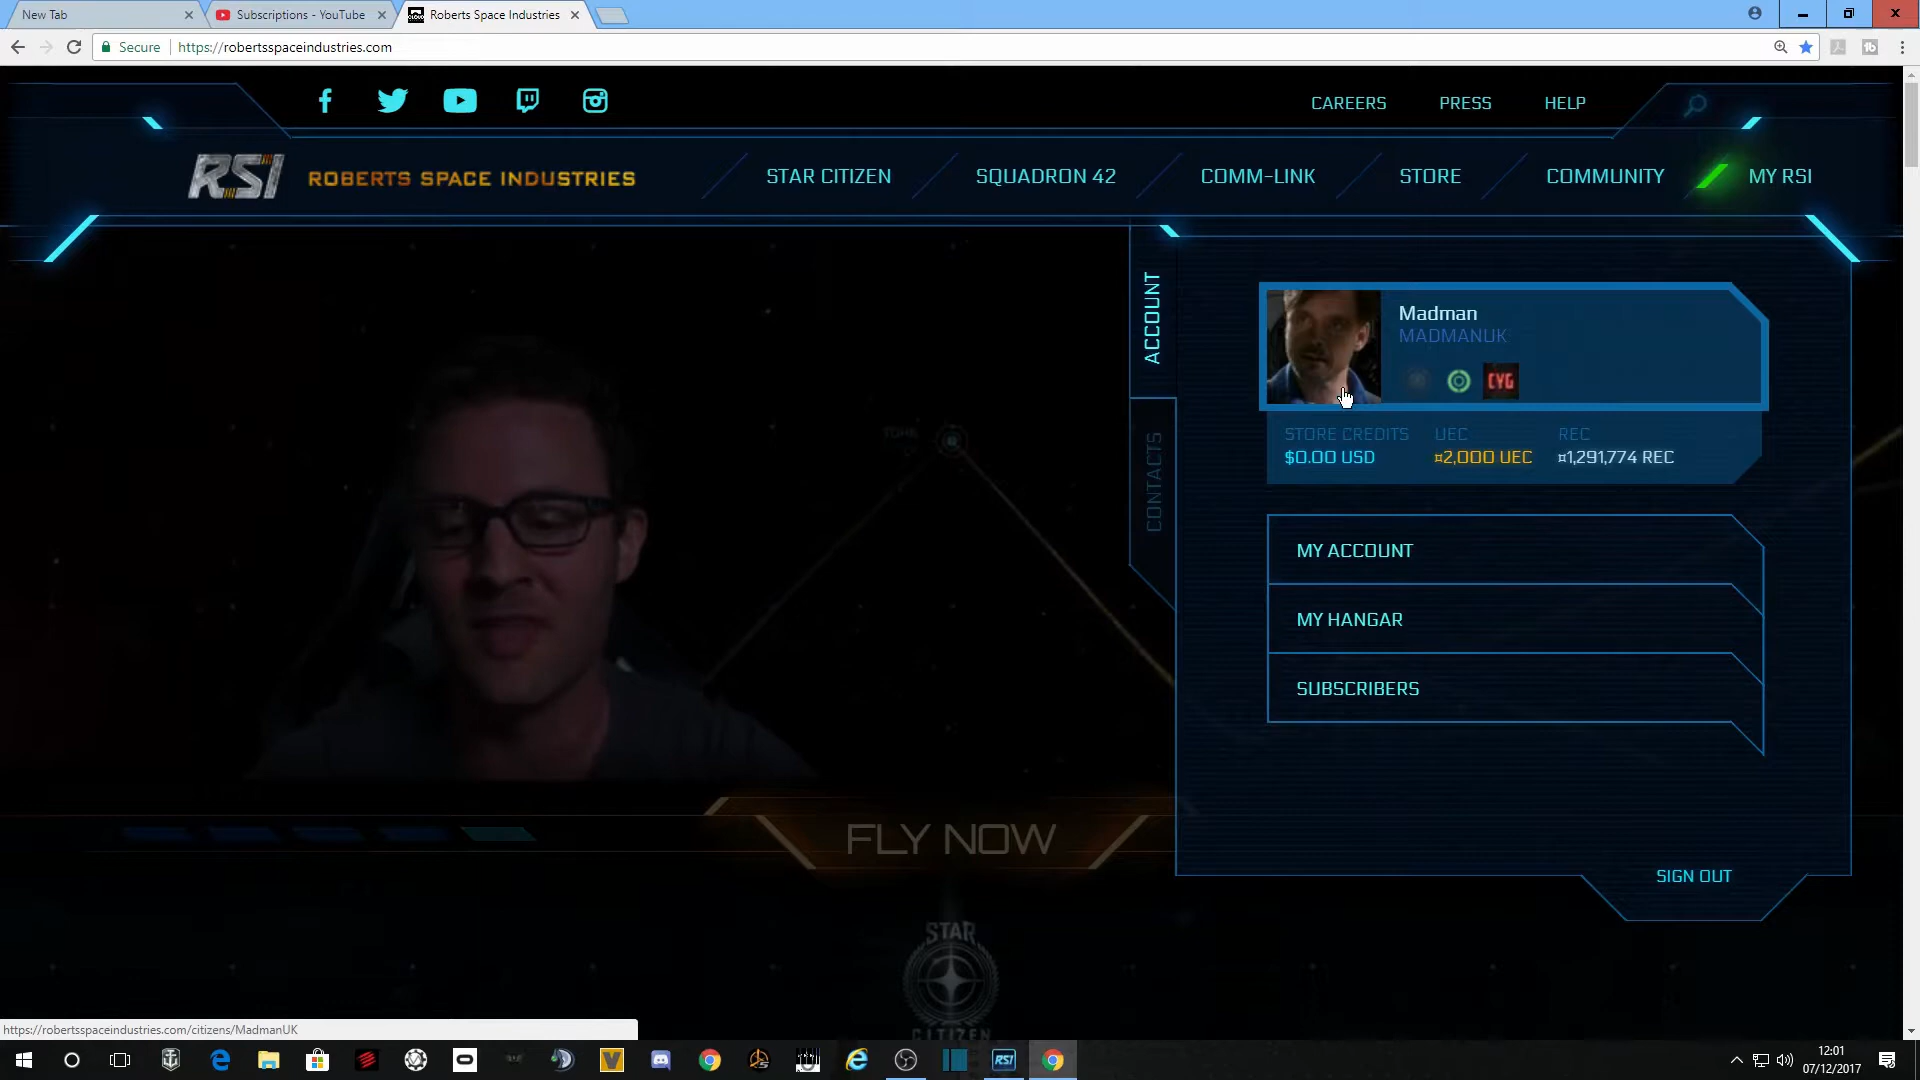 New Tab
Subscriptions - YouTube
Roberts Space Industries
Secure
https://robertsspaceindustries.com
CAREERS
PRESS
HELP
RSI
ROBERTS SPACE INDUSTRIES
STAR CITIZEN
SQUADRON 42
COMM-LINK
STORE
COMMUNITY
MY RSI
ACCOUNT
CONTACTS
Madman
MADMANUK
CYG
STORE CREDITS
UEC
REC
$0.00 USD
¤2,000 UEC
¤1,291,774 REC
MY ACCOUNT
MY HANGAR
SUBSCRIBERS
FLY NOW
SIGN OUT
STAR
CITIZEN
https://robertsspaceindustries.com/citizens/MadmanUK
RSI
12:01
07/12/2017